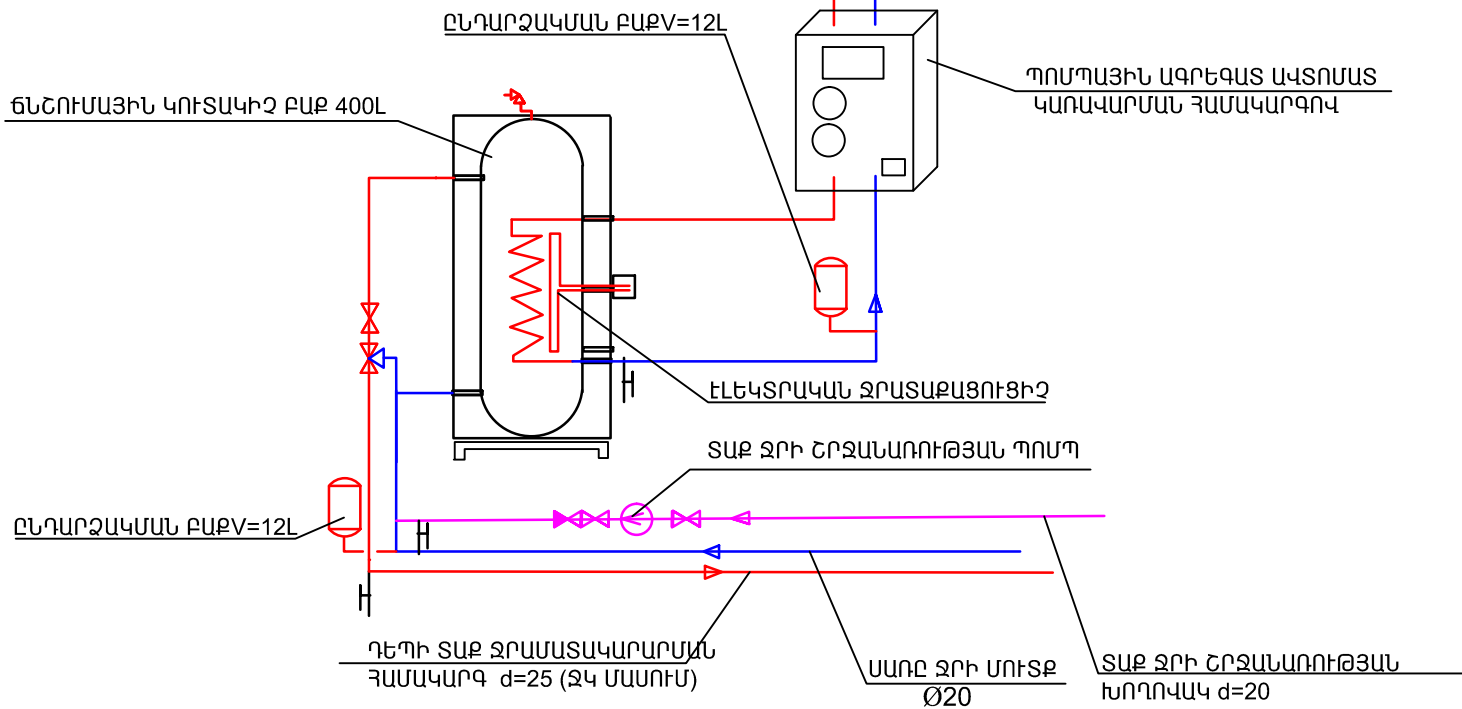 ԸՆԴԱՐՁԱԿՄԱՆ ԲԱՔV=12L
ՊՈՄՊԱՅԻՆ ԱԳՐԵԳԱՏ ԱՎՏՈՄԱՏ
ԿԱՌԱՎԱՐՄԱՆ ՀԱՄԱԿԱՐԳՈՎ
ՃՆՇՈՒՄԱՅԻՆ ԿՈՒՏԱԿԻՉ ԲԱՔ 400L
ԷԼԵԿՏՐԱԿԱՆ ՋՐԱՏԱՔԱՑՈՒՑԻՉ
ՏԱՔ ՋՐԻ ՇՐՋԱՆԱՌՈՒԹՅԱՆ ՊՈՄՊ
ԸՆԴԱՐՁԱԿՄԱՆ ԲԱՔV=12L
ԴԵՊԻ ՏԱՔ ՋՐԱՄԱՏԱԿԱՐԱՐՄԱՆ
ՀԱՄԱԿԱՐԳ d=25 (ՋԿ ՄԱՍՈՒՄ)
ՍԱՌԸ ՋՐԻ ՄՈՒՏՔ
Ø20
ՏԱՔ ՋՐԻ ՇՐՋԱՆԱՌՈՒԹՅԱՆ
ԽՈՂՈՎԱԿ d=20